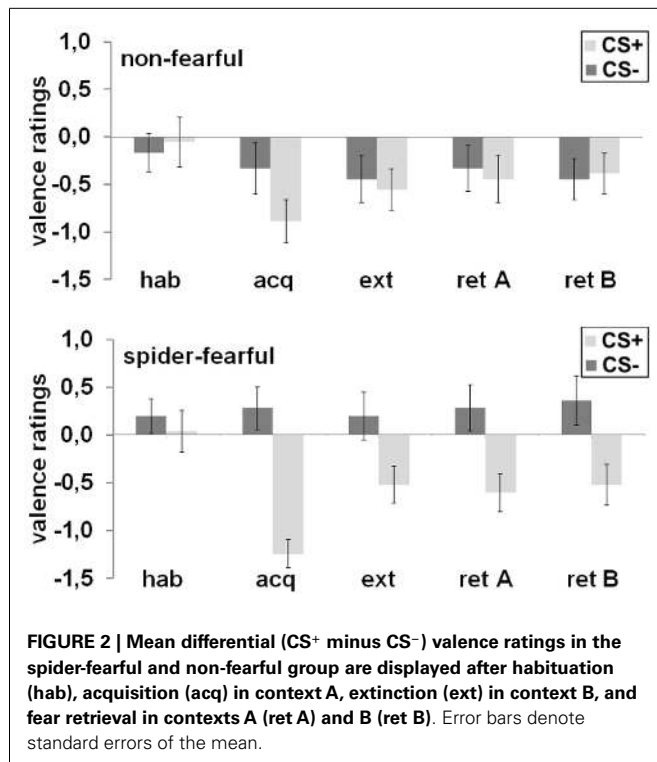 1,0
non-fearful
CS+
CS-
0,5
0,0
-0,5
-1,0
-1,5
valence ratings
hab acq ext ret A ret B
1,0
spider-fearful
CS+
CS-
0,5
0,0
-0,5
-1,0
-1,5
valence ratings
hab acq ext ret A ret B
FIGURE 2 | Mean differential (CS⁺ minus CS⁻) valence ratings in the
spider-fearful and non-fearful group are displayed after habituation
(hab), acquisition (acq) in context A, extinction (ext) in context B, and
fear retrieval in contexts A (ret A) and B (ret B). Error bars denote
standard errors of the mean.